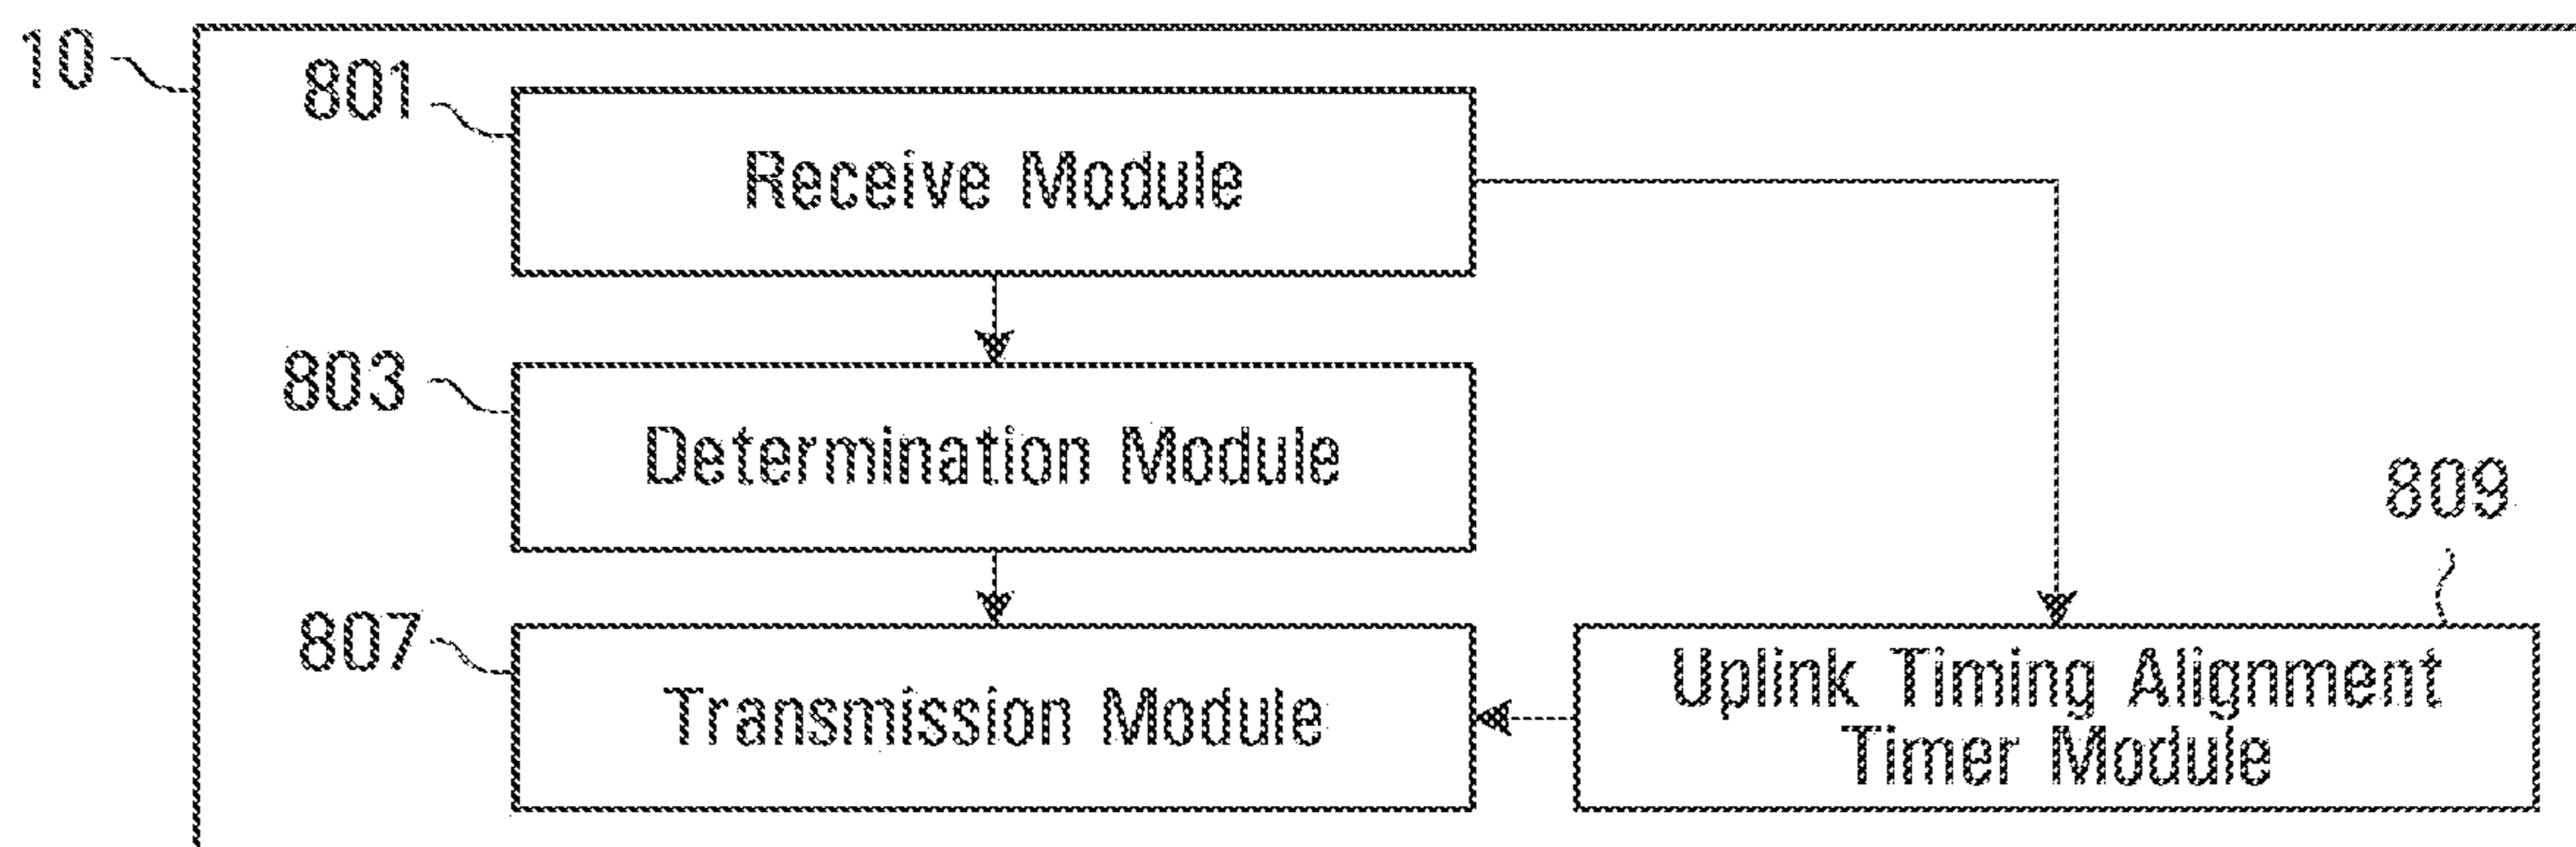 10
801
Receive Module
803
Determination Module
809
807
Transmission Module
Uplink Timing Alignment
Timer Module